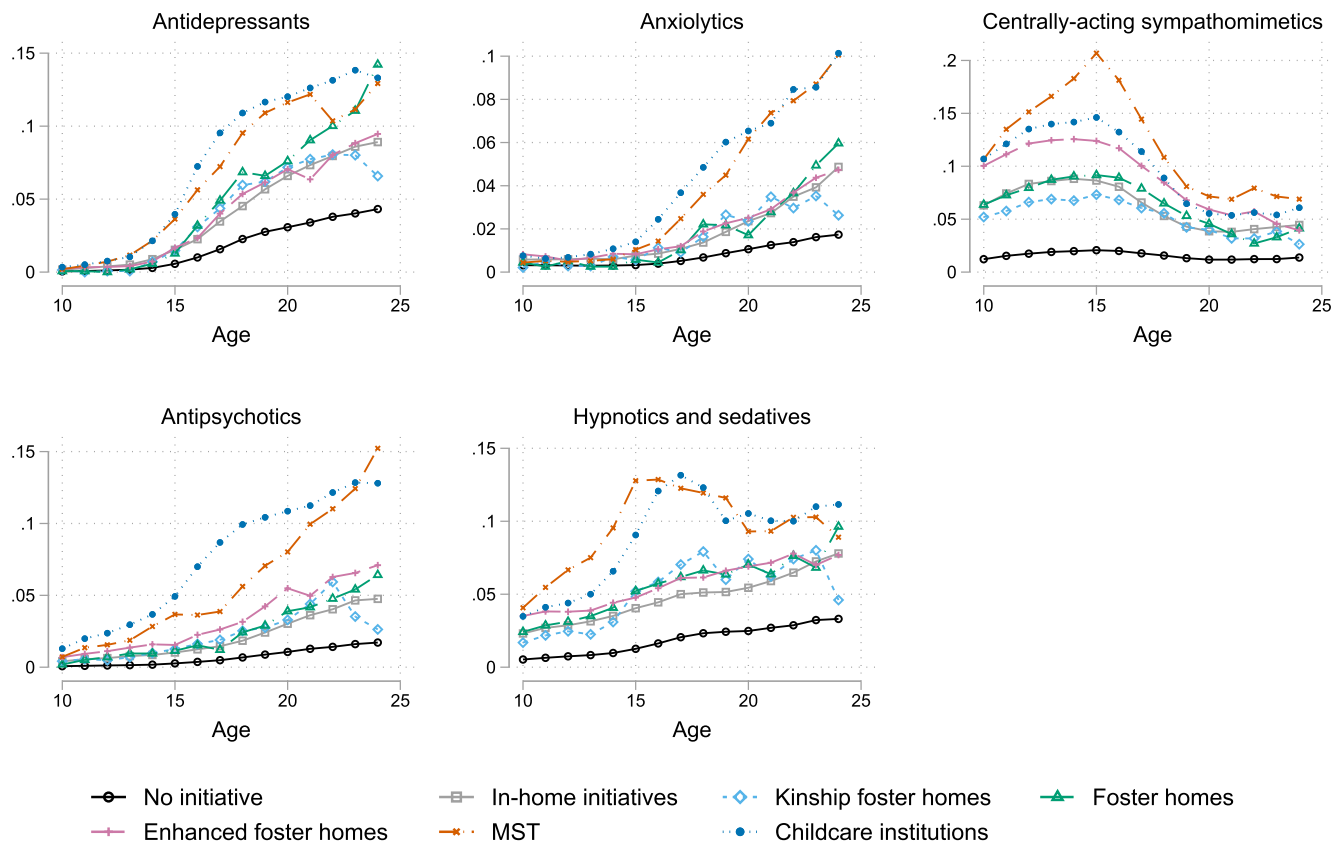 Antidepressants
Anxiolytics
Centrally-acting sympathomimetics
.15
.1
.05
0
10
15
20
25
Age
.1
.08
.06
.04
.02
0
10
15
20
25
Age
.2
.15
.1
.05
0
10
15
20
25
Age
Antipsychotics
Hypnotics and sedatives
.15
.1
.05
0
10
15
20
25
Age
.15
.1
.05
0
10
15
20
25
Age
No initiative
In-home initiatives
Kinship foster homes
Foster homes
Enhanced foster homes
MST
Childcare institutions